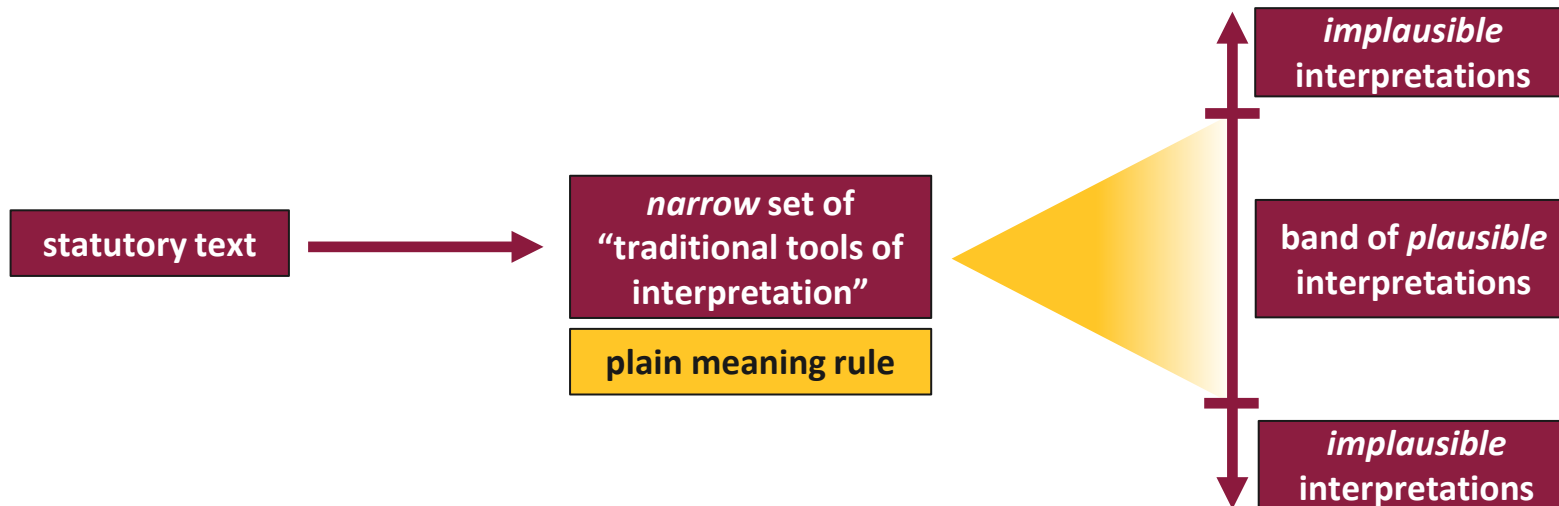 statutory text
narrow set of
“traditional tools of
interpretation”
plain meaning rule
implausible
interpretations
band of plausible
interpretations
implausible
interpretations